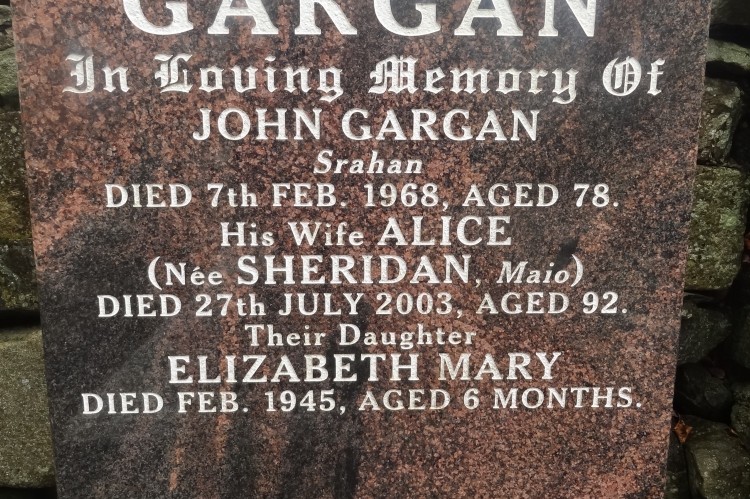 GARGAN
In Loving Memory Of
JOHN GARGAN
Srahan
DIED 7th FEB. 1968, AGED 78.
His Wife ALICE
(Née SHERIDAN, Maio)
DIED 27th JULY 2003, AGED 92.
Their Daughter
ELIZABETH MARY
DIED FEB. 1945, AGED 6 MONTHS.